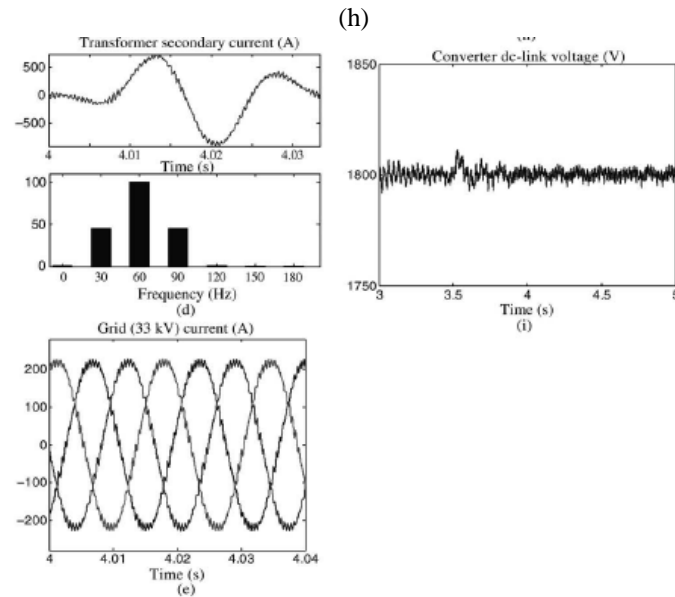 (h)
Transformer secondary current (A)
500
0
−500
4 4.01 4.02 4.03
Time (s)
100
50
0
0 30 60 90 120 150 180
Frequency (Hz)
(d)
Grid (33 kV) current (A)
200
100
0
−100
−200
4 4.01 4.02 4.03 4.04
Time (s)
(e)
Converter dc-link voltage (V)
1850
1800
1750
3 3.5 4 4.5 5
Time (s)
(i)